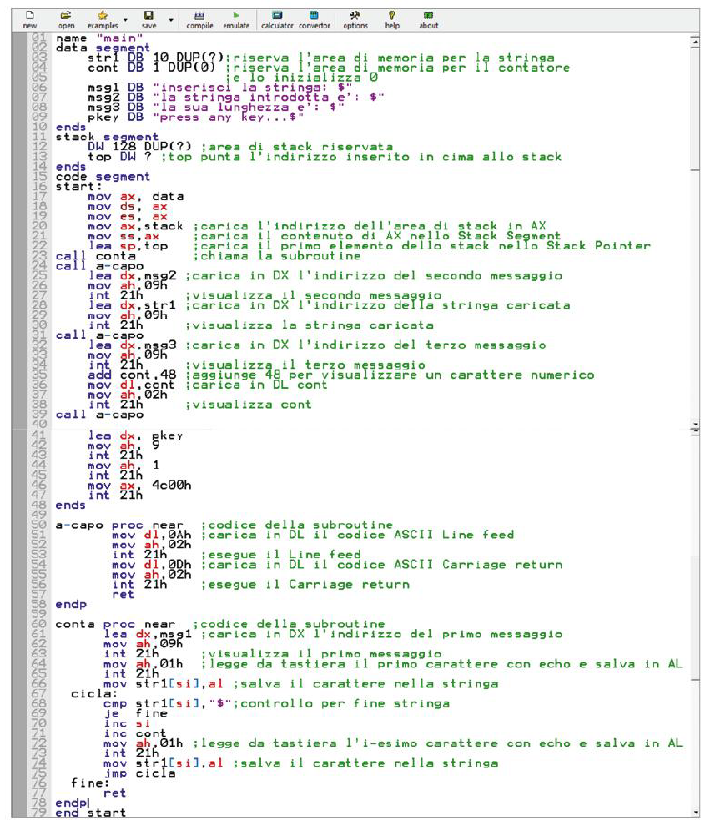 new open examples save compile emulate calculator convertor options help about
01 name "main"
02 data segment
03 str1 DB 10 DUP(?);riserva l'area di memoria per la stringa
04 cont DB 1 DUP(0) ;riserva l'area di memoria per il contatore
05 ;e lo inizializza 0
06 msg1 DB "inserisci la stringa: $"
07 msg2 DB "la stringa introdotta e': $"
08 msg3 DB "la sua lunghezza e': $"
09 pkey DB "press any key...$"
10 ends
11 stack segment
12 DW 128 DUP(?) ;area di stack riservata
13 top DW ? ;top punta l'indirizzo inserito in cima allo stack
14 ends
15 code segment
16 start:
17 mov ax, data
18 mov ds, ax
19 mov es, ax
20 mov ax,stack ;carica l'indirizzo dell'area di stack in AX
21 mov ss,ax ;carica il contenuto di AX nello Stack Segment
22 lea sp,top ;carica il primo elemento dello stack nello Stack Pointer
23 call conta ;chiama la subroutine
24 call a-capo
25 lea dx,msg2 ;carica in DX l'indirizzo del secondo messaggio
26 mov ah,09h
27 int 21h ;visualizza il secondo messaggio
28 lea dx,str1 ;carica in DX l'indirizzo della stringa caricata
29 mov ah,09h
30 int 21h ;visualizza la stringa caricata
31 call a-capo
32 lea dx,msg3 ;carica in DX l'indirizzo del terzo messaggio
33 mov ah,09h
34 int 21h ;visualizza il terzo messaggio
35 add cont,48 ;aggiunge 48 per visualizzare un carattere numerico
36 mov dl,cont ;carica in DL cont
37 mov ah,02h
38 int 21h ;visualizza cont
39 call a-capo
40
41 lea dx, pkey
42 mov ah, 9
43 int 21h
44 mov ah, 1
45 int 21h
46 mov ax, 4c00h
47 int 21h
48 ends
49
50 a-capo proc near ;codice della subroutine
51 mov dl,0Ah ;carica in DL il codice ASCII Line feed
52 mov ah,02h
53 int 21h ;esegue il Line feed
54 mov dl,0Dh ;carica in DL il codice ASCII Carriage return
55 mov ah,02h
56 int 21h ;esegue il Carriage return
57 ret
58 endp
59
60 conta proc near ;codice della subroutine
61 lea dx,msg1 ;carica in DX l'indirizzo del primo messaggio
62 mov ah,09h
63 int 21h ;visualizza il primo messaggio
64 mov ah,01h ;legge da tastiera il primo carattere con echo e salva in AL
65 int 21h
66 mov str1[si],al ;salva il carattere nella stringa
67 cicla:
68 cmp str1[si],"$";controllo per fine stringa
69 je fine
70 inc si
71 inc cont
72 mov ah,01h ;legge da tastiera l'i-esimo carattere con echo e salva in AL
73 int 21h
74 mov str1[si],al ;salva il carattere nella stringa
75 jmp cicla
76 fine:
77 ret
78 endp
79 end start